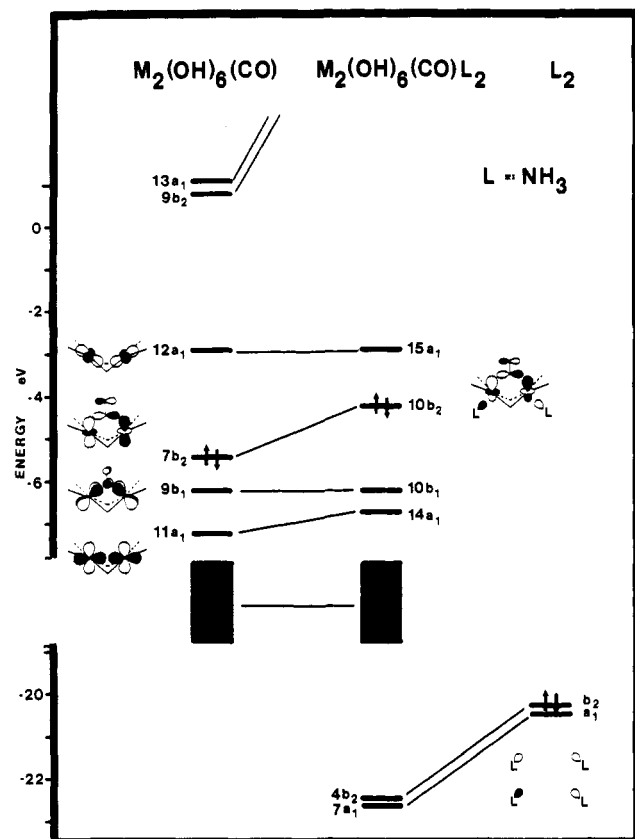 M₂(OH)₆(CO) M₂(OH)₆(CO)L₂ L₂
L = NH₃
13a₁
9b₂
0
-2
12a₁ 15a₁
-4
10b₂
L L
7b₂
ENERGY eV
-6
9b₁ 10b₁
14a₁
11a₁
-20
b₂
a₁
L L
-22
4b₂
7a₁
L L